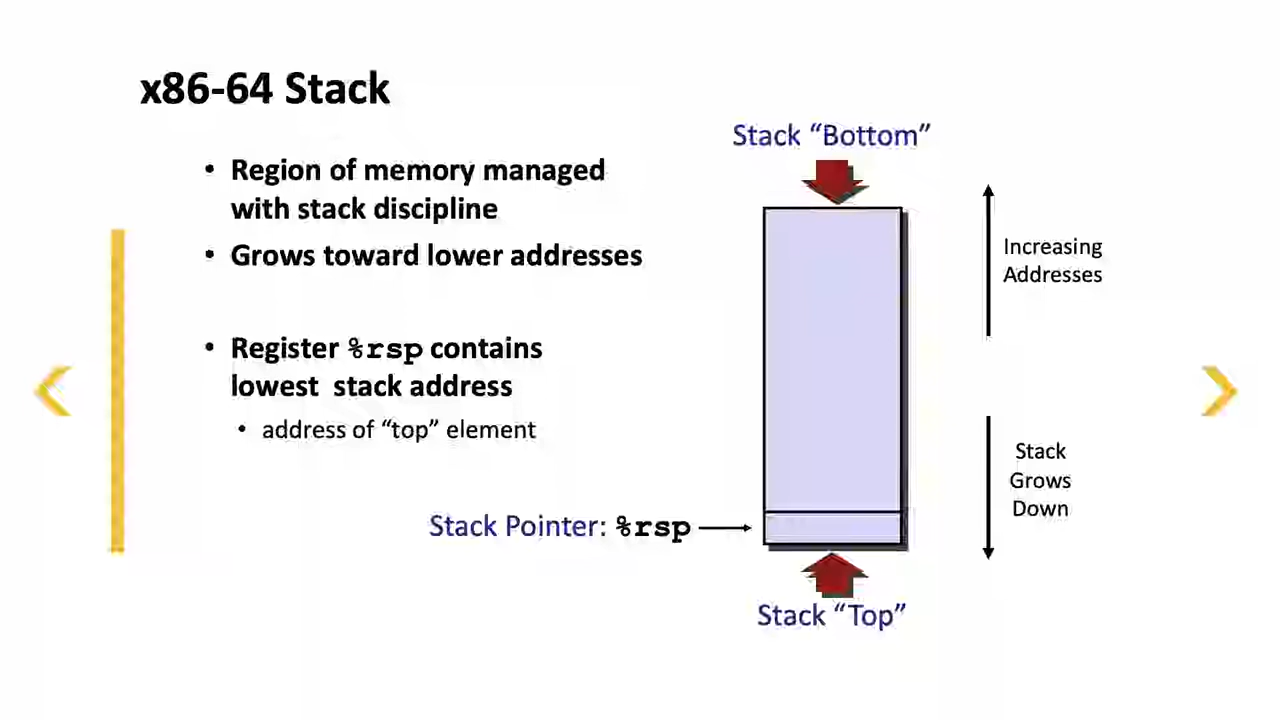 x86-64 Stack
• Region of memory managed
with stack discipline
• Grows toward lower addresses
• Register %rsp contains
lowest stack address
• address of “top” element
Stack “Bottom”
Increasing
Addresses
Stack
Grows
Down
Stack Pointer: %rsp
Stack “Top”